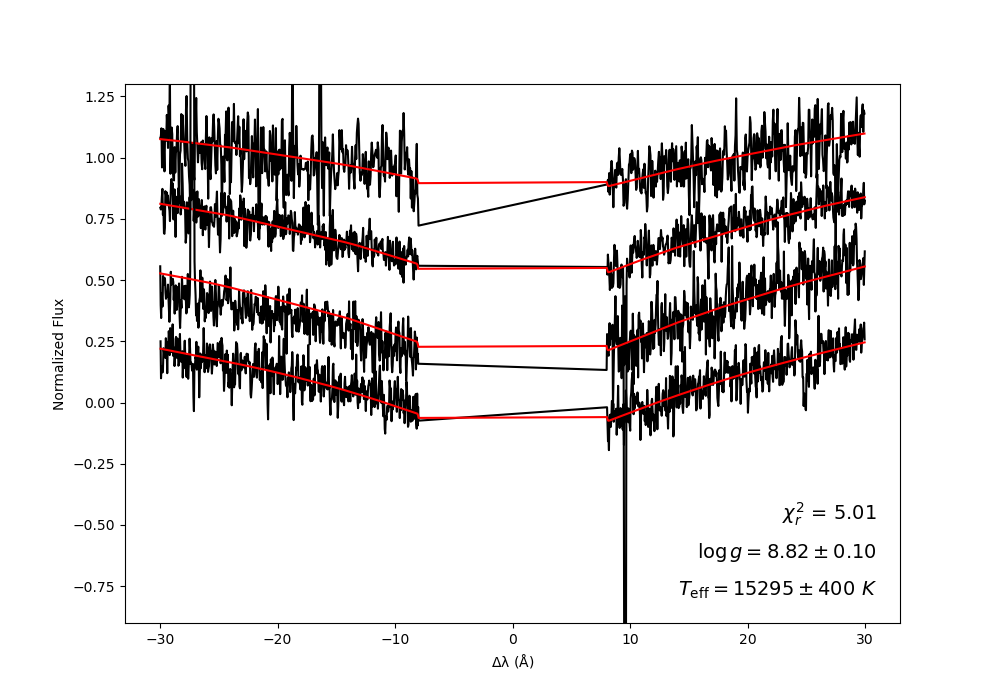 1.25
1.00
0.75
0.50
0.25
0.00
−0.25
−0.50
−0.75
Normalized Flux
χ²ᵣ = 5.01
log g = 8.82 ± 0.10
T_eff = 15295 ± 400 K
−30 −20 −10 0 10 20 30
Δλ (Å)